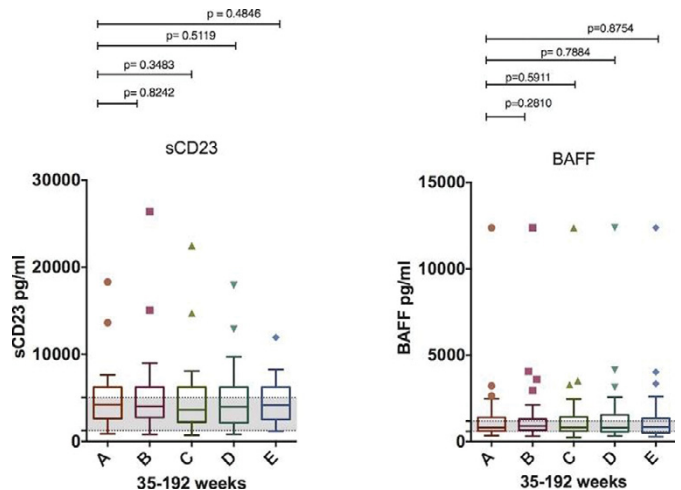 p = 0.4846
p = 0.5119
p= 0.3483
p= 0.8242
sCD23
30000
20000
10000
0
sCD23 pg/ml
A B C D E
35-192 weeks
p=0.8754
p= 0.7884
p=0.5911
p=0.2810
BAFF
15000
10000
5000
0
BAFF pg/ml
A B C D E
35-192 weeks